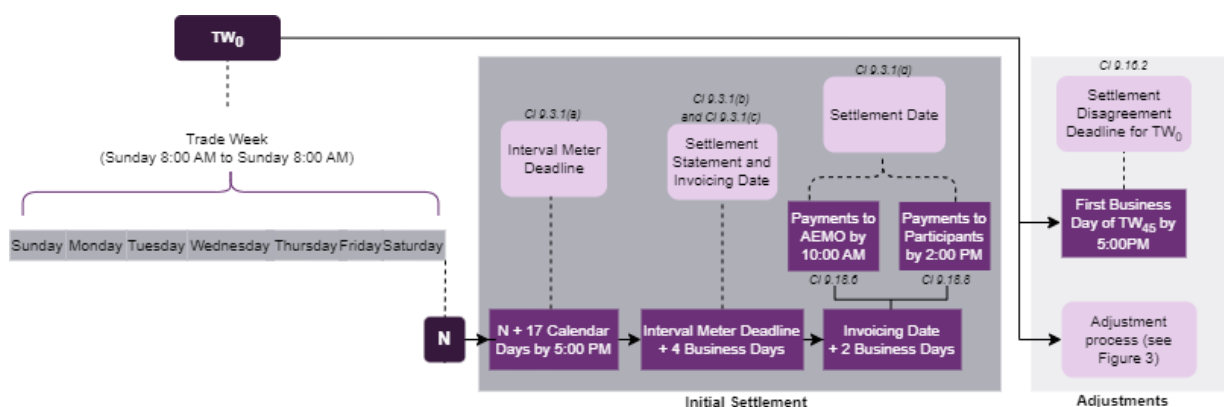 TW0
Trade Week
(Sunday 8:00 AM to Sunday 8:00 AM)
Sunday Monday Tuesday Wednesday Thursday Friday Saturday
N
Cl 9.3.1(a)
Interval Meter
Deadline
N + 17 Calendar
Days by 5:00 PM
Cl 9.3.1(b)
and Cl 9.3.1(c)
Settlement
Statement and
Invoicing Date
Interval Meter Deadline
+ 4 Business Days
Cl 9.3.1(d)
Settlement Date
Payments to
AEMO by
10:00 AM
Cl 9.18.6
Payments to
Participants
by 2:00 PM
Cl 9.18.8
Invoicing Date
+ 2 Business Days
Initial Settlement
Cl 9.16.2
Settlement
Disagreement
Deadline for TW0
First Business
Day of TW45 by
5:00PM
Adjustment
process (see
Figure 3)
Adjustments